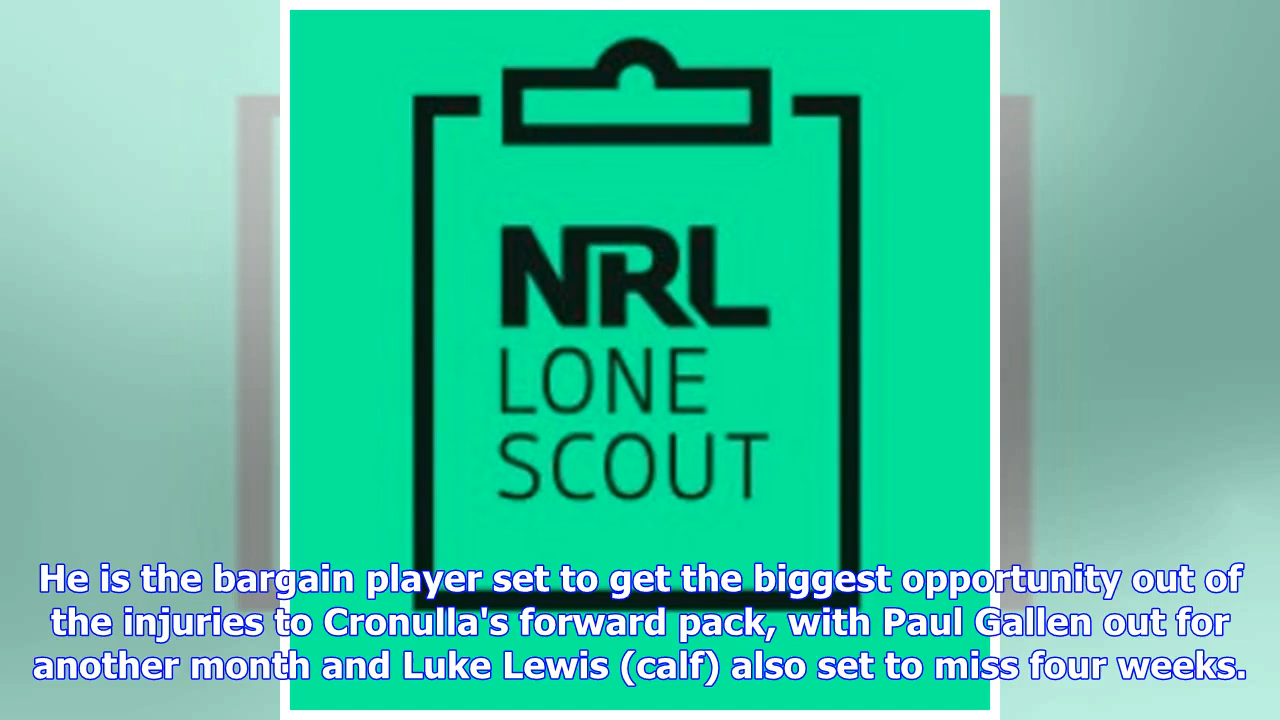 NRL
LONE
SCOUT
He is the bargain player set to get the biggest opportunity out of
the injuries to Cronulla's forward pack, with Paul Gallen out for
another month and Luke Lewis (calf) also set to miss four weeks.